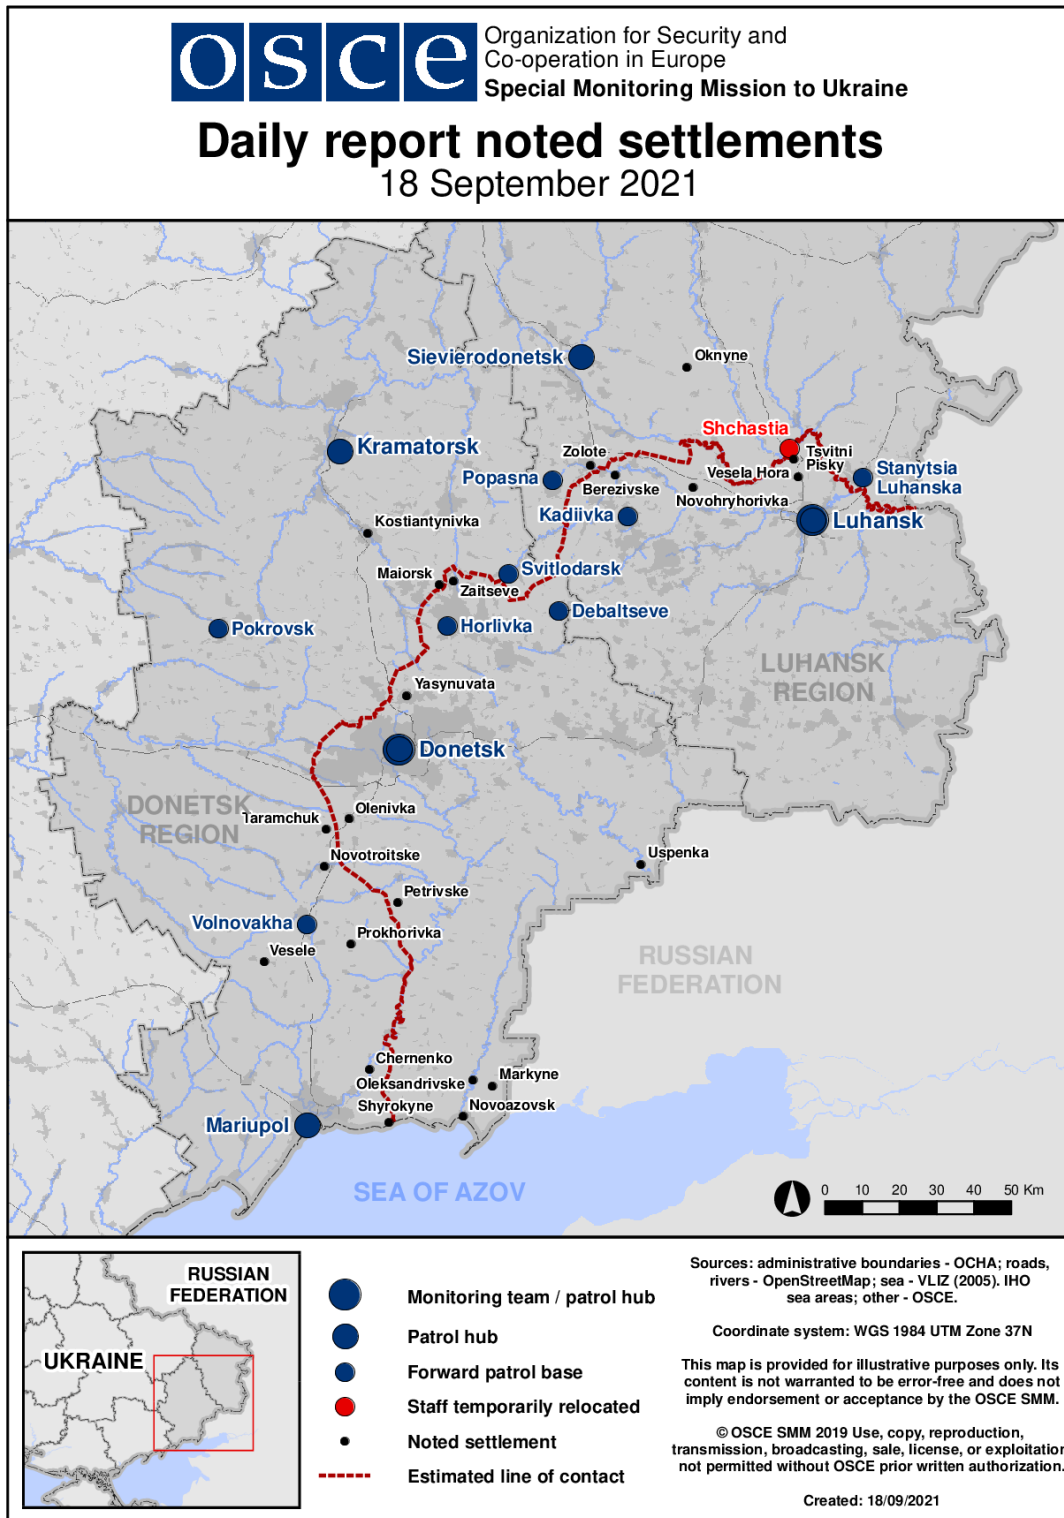 osce
Organization for Security and
Co-operation in Europe
Special Monitoring Mission to Ukraine
Daily report noted settlements
18 September 2021
Sievierodonetsk
Oknyne
Shchastia
Kramatorsk
Zolote
Tsvitni
Pisky
Popasna
Vesela Hora
Stanytsia
Luhanska
Berezivske
Novohryhorivka
Kadiivka
Luhansk
Kostiantynivka
Maiorsk
Svitlodarsk
Zaitseve
Debaltseve
Pokrovsk
Horlivka
LUHANSK
REGION
Yasynuvata
Donetsk
DONETSK
REGION
Olenivka
Taramchuk
Novotroitske
Uspenka
Petrivske
Volnovakha
Prokhorivka
Vesele
RUSSIAN
FEDERATION
Chernenko
Oleksandrivske
Markyne
Shyrokyne
Novoazovsk
Mariupol
SEA OF AZOV
0 10 20 30 40 50 Km
RUSSIAN
FEDERATION
UKRAINE
Monitoring team / patrol hub
Patrol hub
Forward patrol base
Staff temporarily relocated
Noted settlement
Estimated line of contact
Sources: administrative boundaries - OCHA; roads,
rivers - OpenStreetMap; sea - VLIZ (2005). IHO
sea areas; other - OSCE.
Coordinate system: WGS 1984 UTM Zone 37N
This map is provided for illustrative purposes only. Its
content is not warranted to be error-free and does not
imply endorsement or acceptance by the OSCE SMM.
© OSCE SMM 2019 Use, copy, reproduction,
transmission, broadcasting, sale, license, or exploitation
not permitted without OSCE prior written authorization.
Created: 18/09/2021